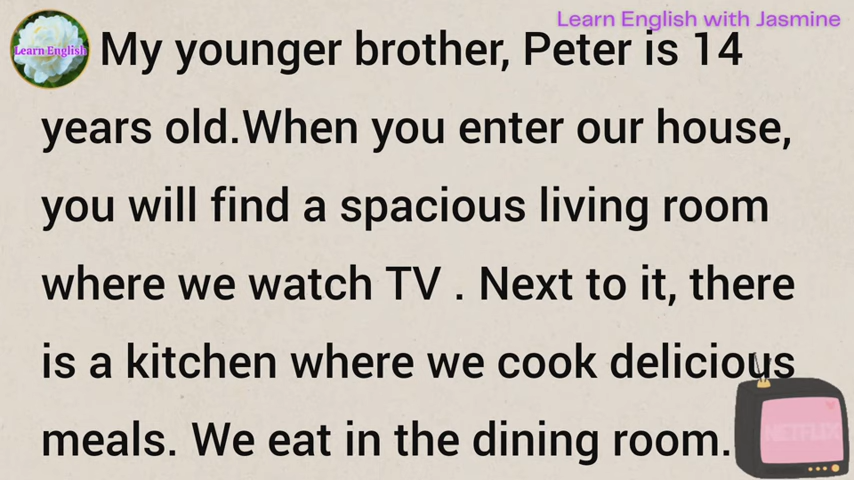 Learn English with Jasmine
Learn English
My younger brother, Peter is 14
years old.When you enter our house,
you will find a spacious living room
where we watch TV . Next to it, there
is a kitchen where we cook delicious
meals. We eat in the dining room.
NETFLIX